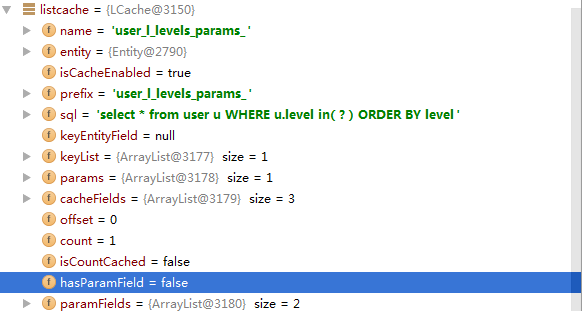 listcache = {LCache@3150}
f name = 'user_l_levels_params_'
f entity = {Entity@2790}
f isCacheEnabled = true
f prefix = 'user_l_levels_params_'
f sql = 'select * from user u WHERE u.level in( ? ) ORDER BY level '
f keyEntityField = null
f keyList = {ArrayList@3177} size = 1
f params = {ArrayList@3178} size = 1
f cacheFields = {ArrayList@3179} size = 3
f offset = 0
f count = 1
f isCountCached = false
f hasParamField = false
f paramFields = {ArrayList@3180} size = 2